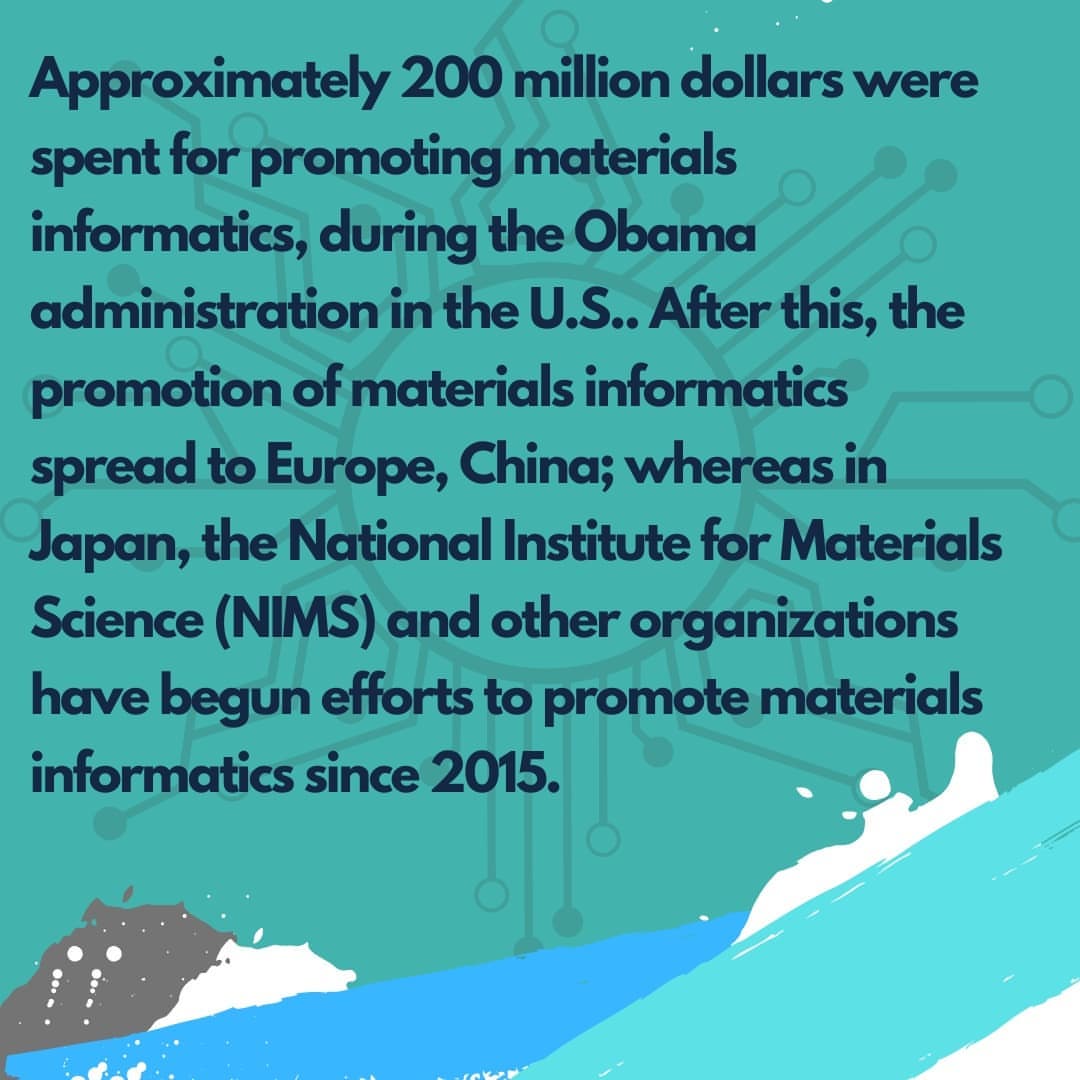 Approximately 200 million dollars were
spent for promoting materials
informatics, during the Obama
administration in the U.S.. After this, the
promotion of materials informatics
spread to Europe, China; whereas in
Japan, the National Institute for Materials
Science (NIMS) and other organizations
have begun efforts to promote materials
informatics since 2015.